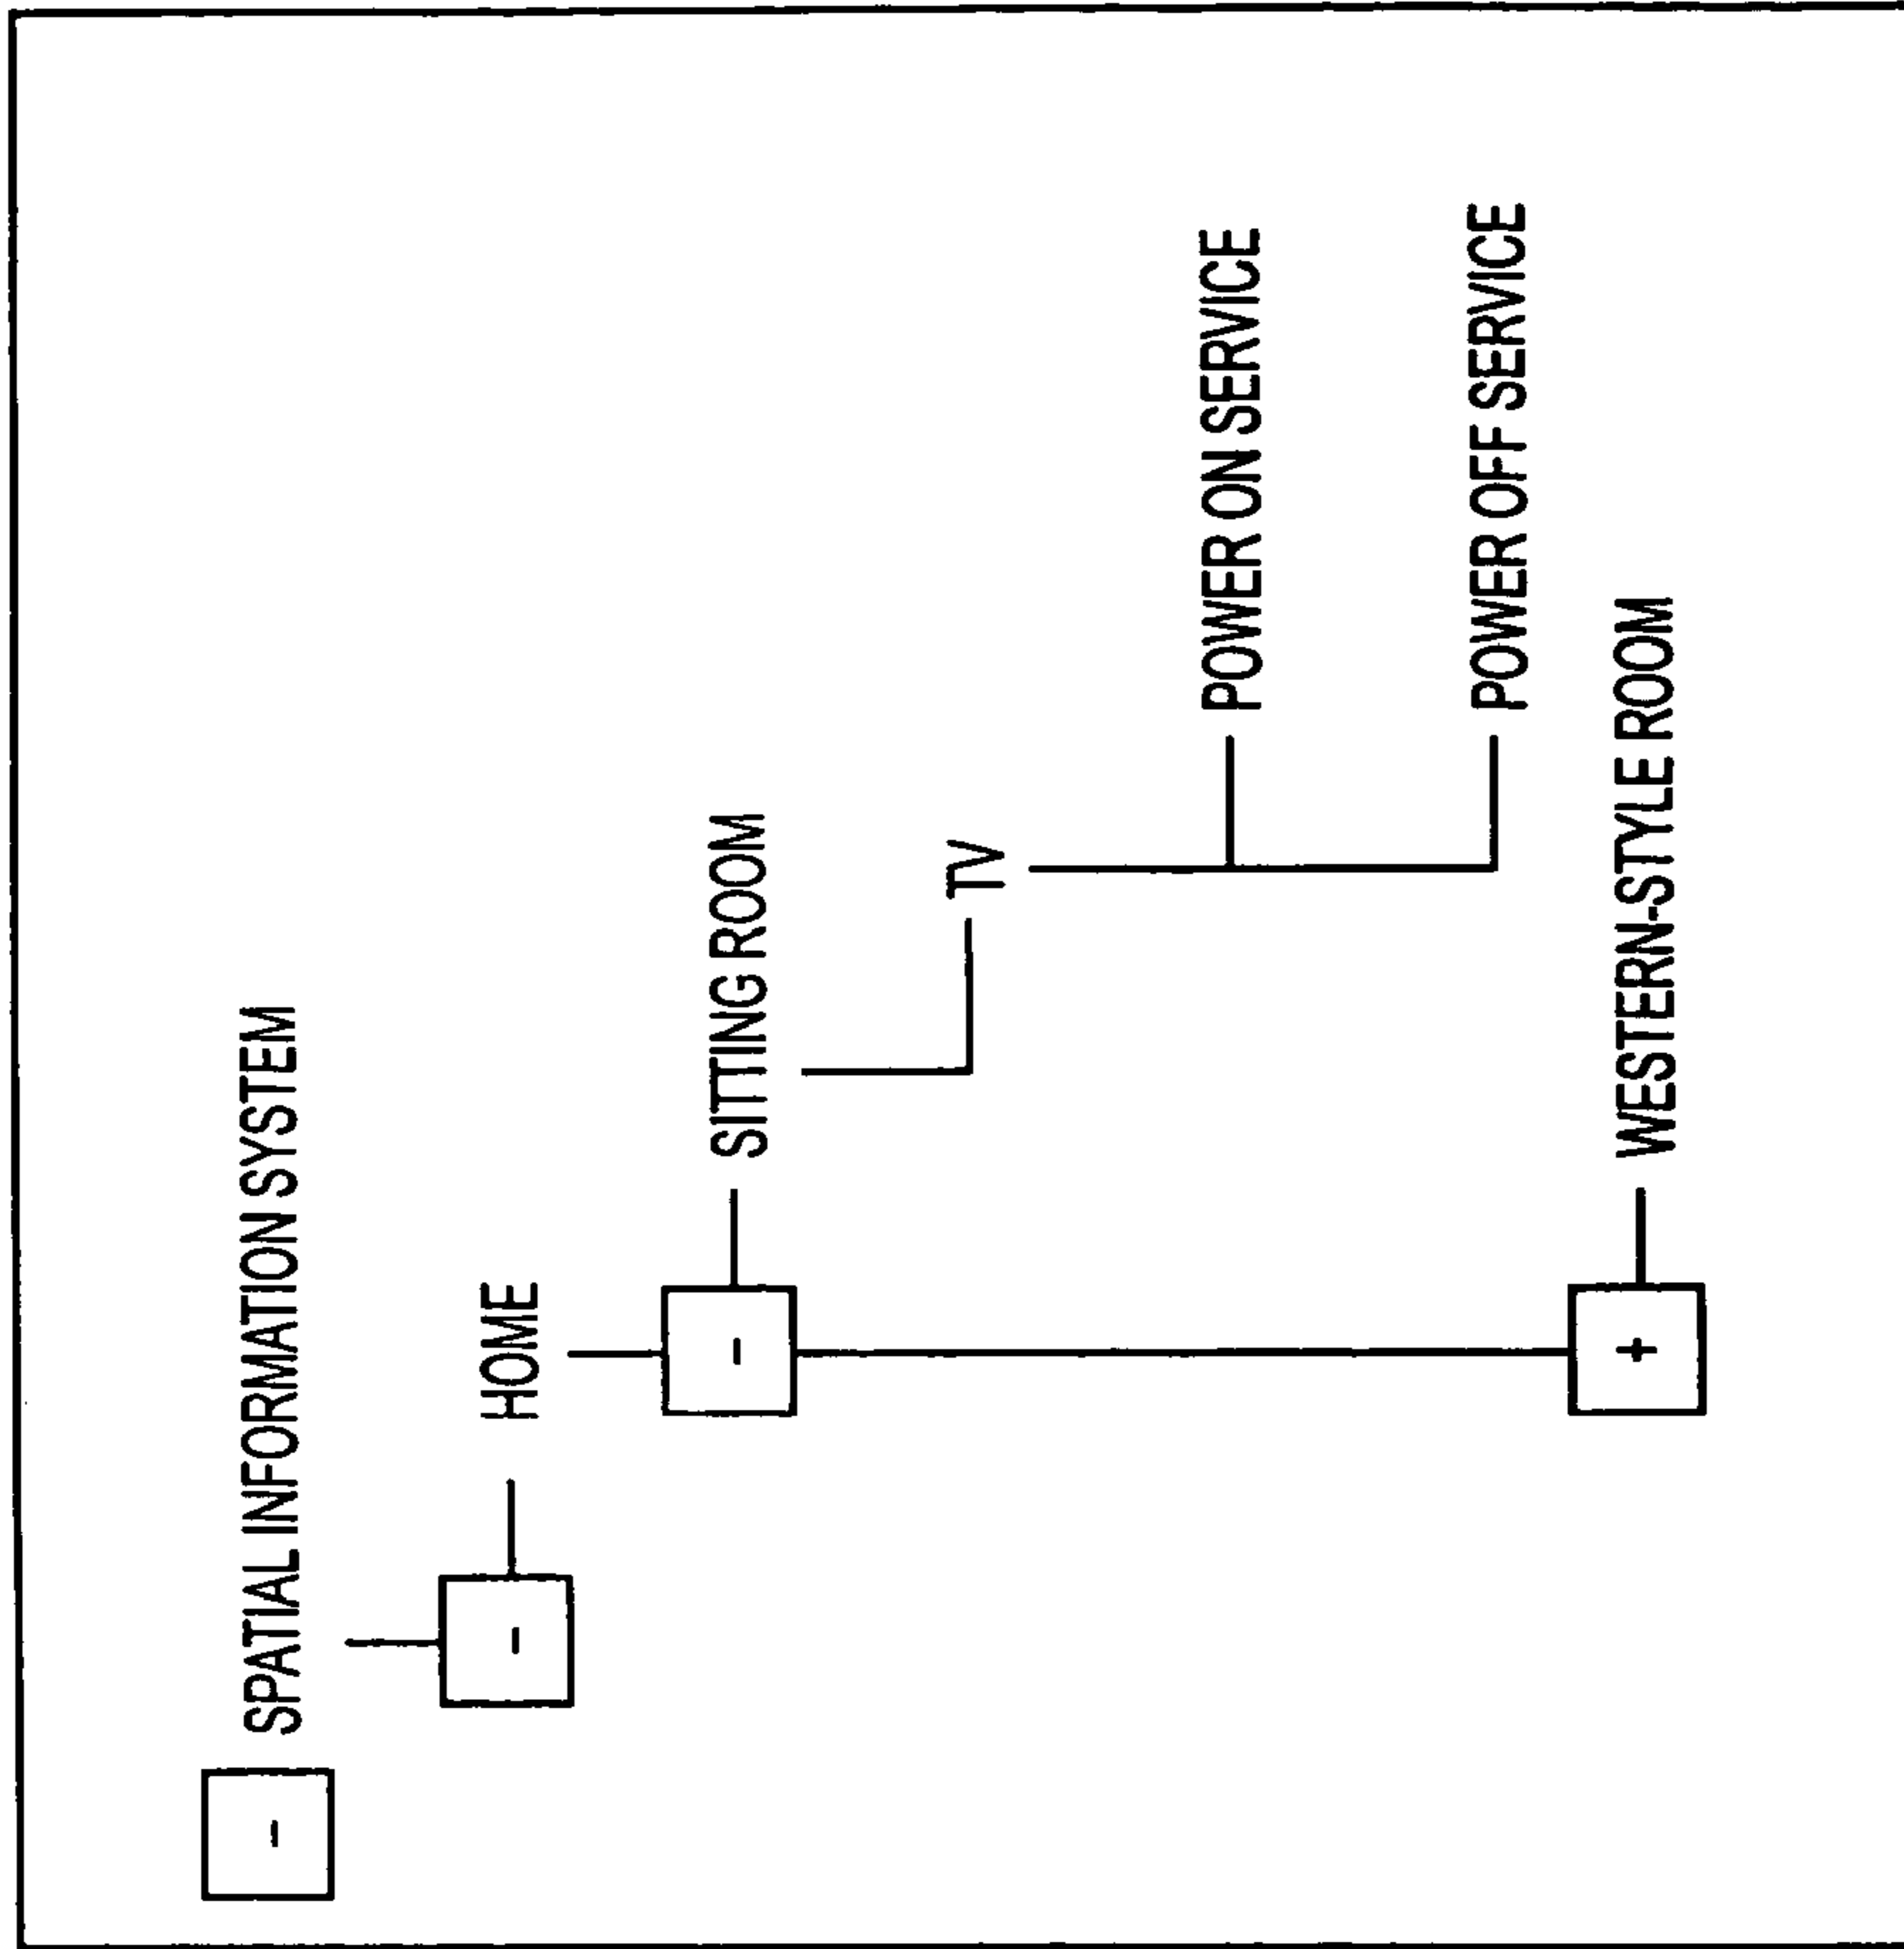 - SPATIAL INFORMATION SYSTEM
- HOME
- SITTING ROOM
TV
POWER ON SERVICE
POWER OFF SERVICE
+ WESTERN-STYLE ROOM